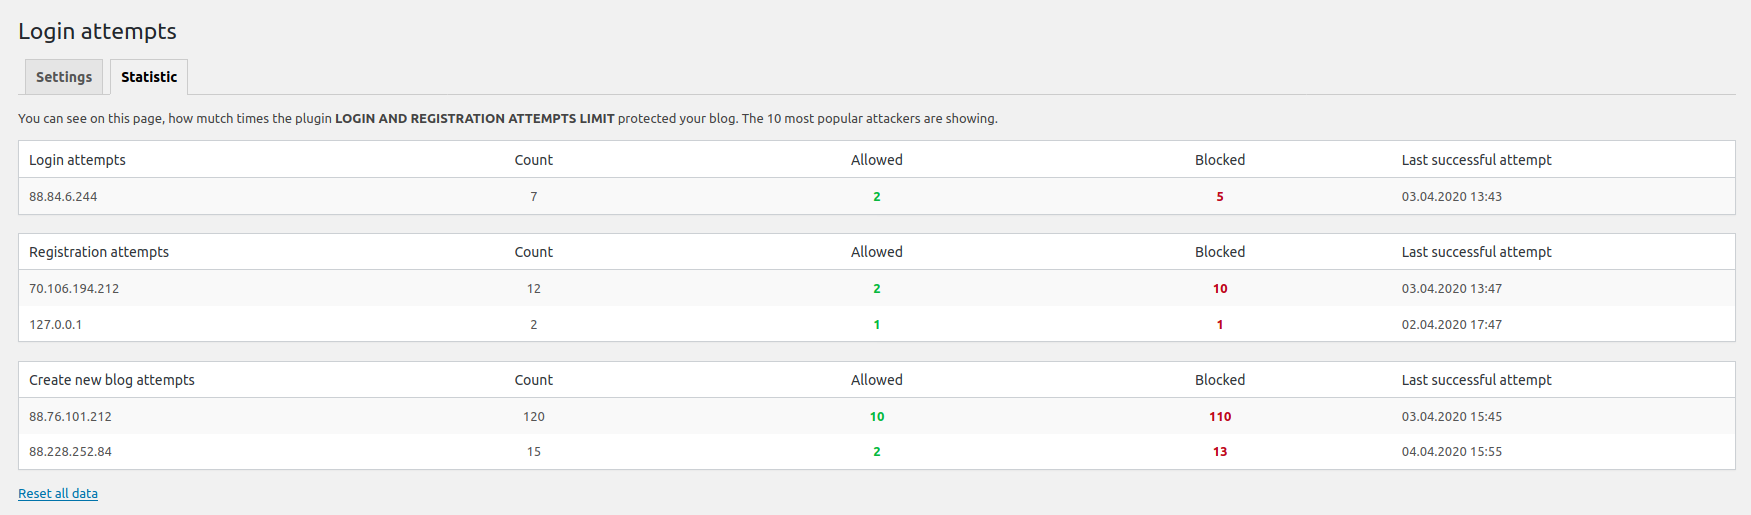 Login attempts
Settings Statistic
You can see on this page, how mutch times the plugin LOGIN AND REGISTRATION ATTEMPTS LIMIT protected your blog. The 10 most popular attackers are showing.
Login attempts Count Allowed Blocked Last successful attempt
88.84.6.244 7 2 5 03.04.2020 13:43
Registration attempts Count Allowed Blocked Last successful attempt
70.106.194.212 12 2 10 03.04.2020 13:47
127.0.0.1 2 1 1 02.04.2020 17:47
Create new blog attempts Count Allowed Blocked Last successful attempt
88.76.101.212 120 10 110 03.04.2020 15:45
88.228.252.84 15 2 13 04.04.2020 15:55
Reset all data